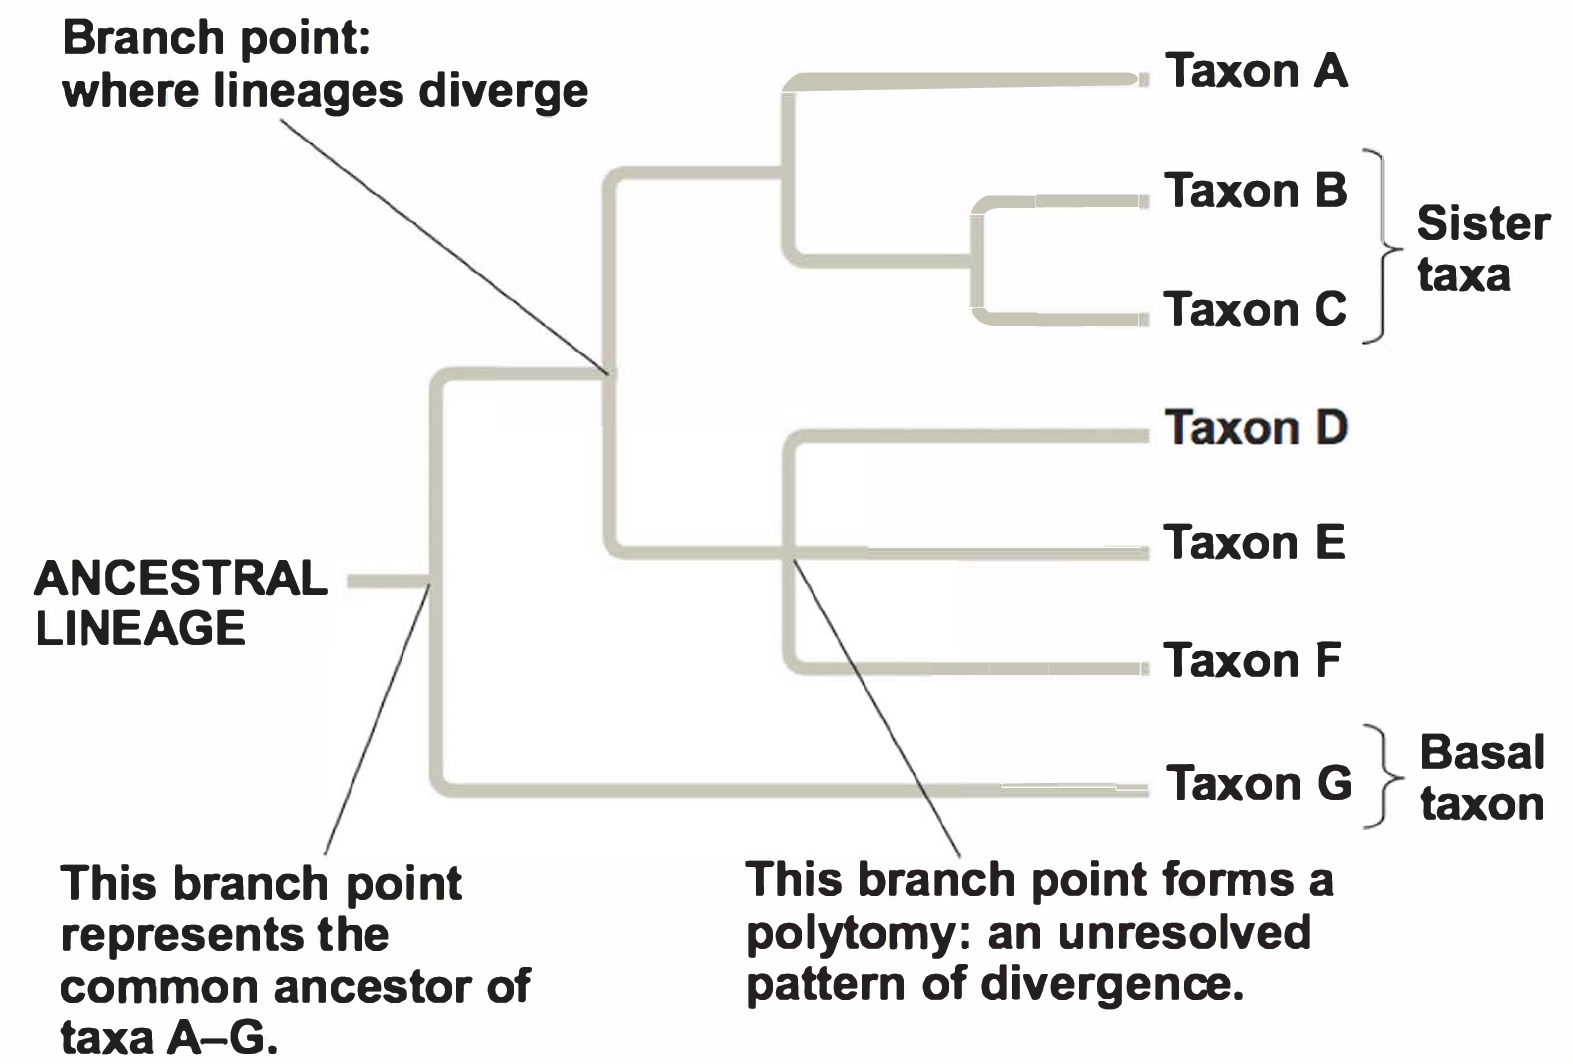 Branch point:
where lineages diverge
Taxon A
Taxon B
Taxon C
Sister
taxa
Taxon D
Taxon E
Taxon F
Taxon G
Basal
taxon
ANCESTRAL
LINEAGE
This branch point
represents the
common ancestor of
taxa A–G.
This branch point forms a
polytomy: an unresolved
pattern of divergence.